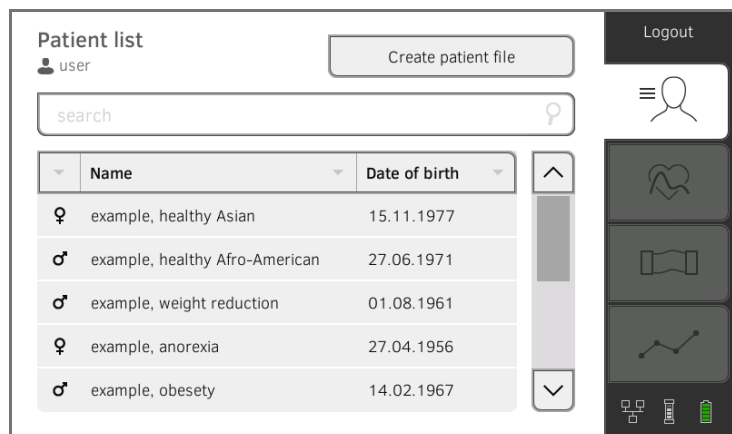 Patient list
user
Create patient file
Logout
search
Name Date of birth
example, healthy Asian 15.11.1977
example, healthy Afro-American 27.06.1971
example, weight reduction 01.08.1961
example, anorexia 27.04.1956
example, obesety 14.02.1967